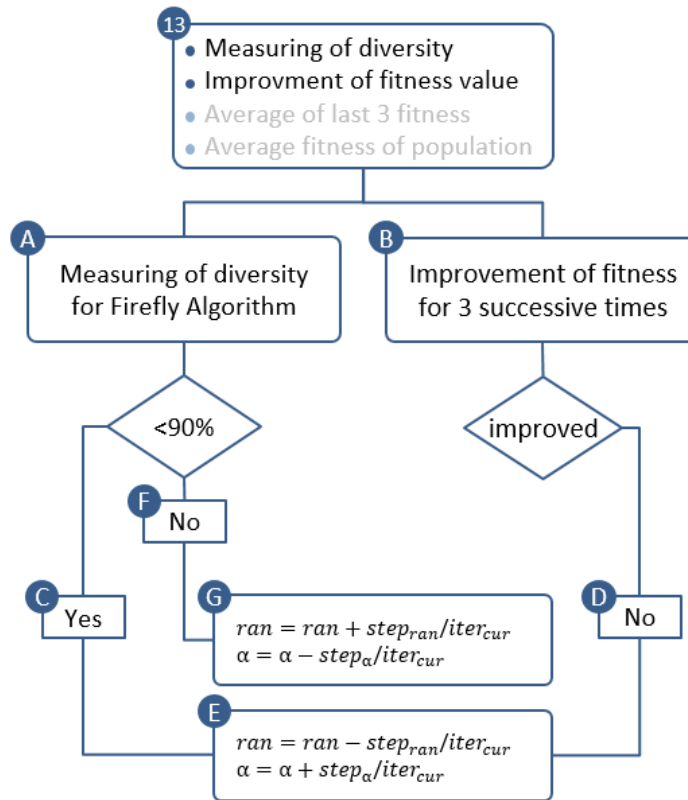 13
• Measuring of diversity
• Improvment of fitness value
• Average of last 3 fitness
• Average fitness of population
A
Measuring of diversity
for Firefly Algorithm
B
Improvement of fitness
for 3 successive times
<90%
improved
F
No
C
Yes
G
ran = ran + step_ran/iter_cur
α = α − step_α/iter_cur
D
No
E
ran = ran − step_ran/iter_cur
α = α + step_α/iter_cur